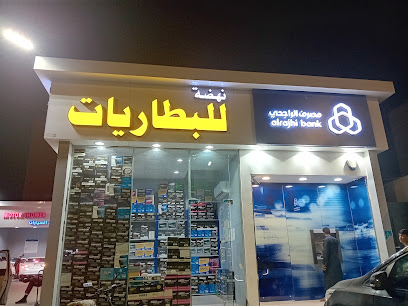 نهضة
للبطاريات
مصرف الراجحي
alrajhi bank